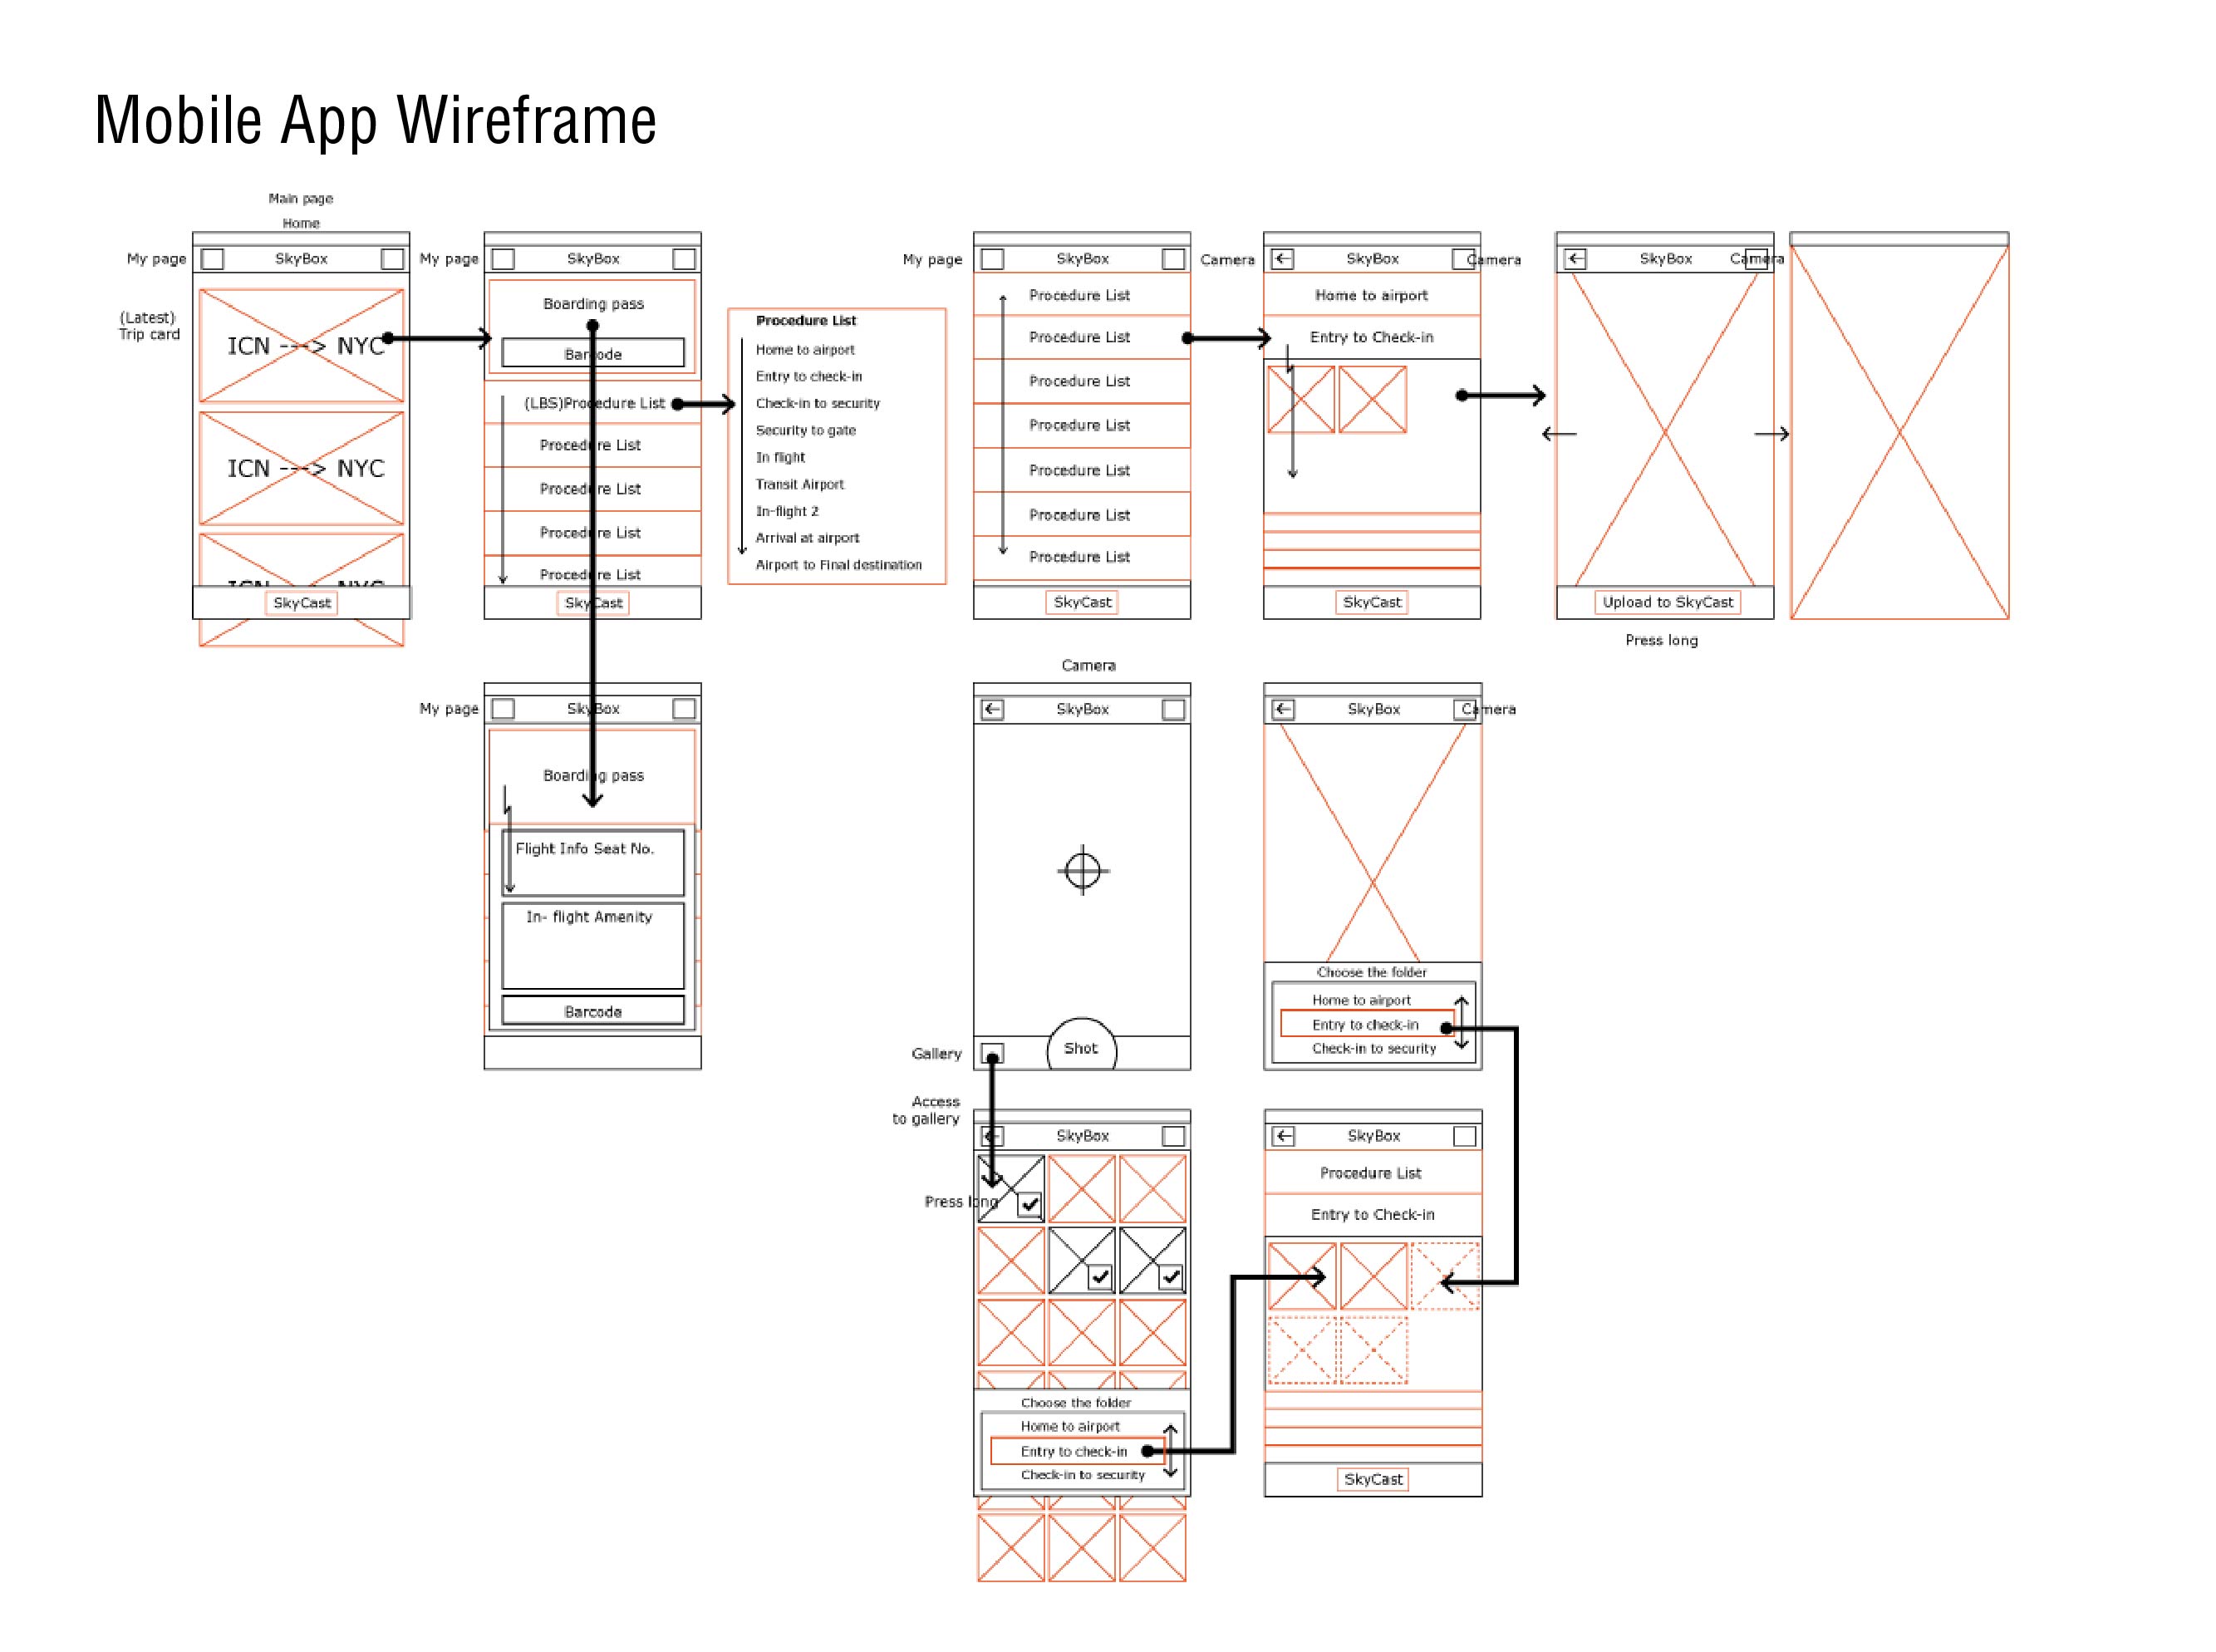 Mobile App Wireframe
Main page
Home
My page
SkyBox
(Latest)
Trip card
ICN ---> NYC
ICN ---> NYC
ICN NYC
SkyCast
My page
SkyBox
Boarding pass
Barcode
(LBS)Procedure List
Procedure List
Procedure List
Procedure List
Procedure List
SkyCast
Procedure List
Home to airport
Entry to check-in
Check-in to security
Security to gate
In flight
Transit Airport
In-flight 2
Arrival at airport
Airport to Final destination
My page
SkyBox
Camera
Procedure List
Procedure List
Procedure List
Procedure List
Procedure List
Procedure List
Procedure List
SkyCast
SkyBox
Camera
Home to airport
Entry to Check-in
SkyCast
SkyBox
Camera
Upload to SkyCast
Press long
My page
SkyBox
Boarding pass
Flight Info Seat No.
In- flight Amenity
Barcode
Camera
SkyBox
Gallery
Shot
SkyBox
Camera
Choose the folder
Home to airport
Entry to check-in
Check-in to security
Access
to gallery
SkyBox
Press long
Choose the folder
Home to airport
Entry to check-in
Check-in to security
SkyBox
Procedure List
Entry to Check-in
SkyCast